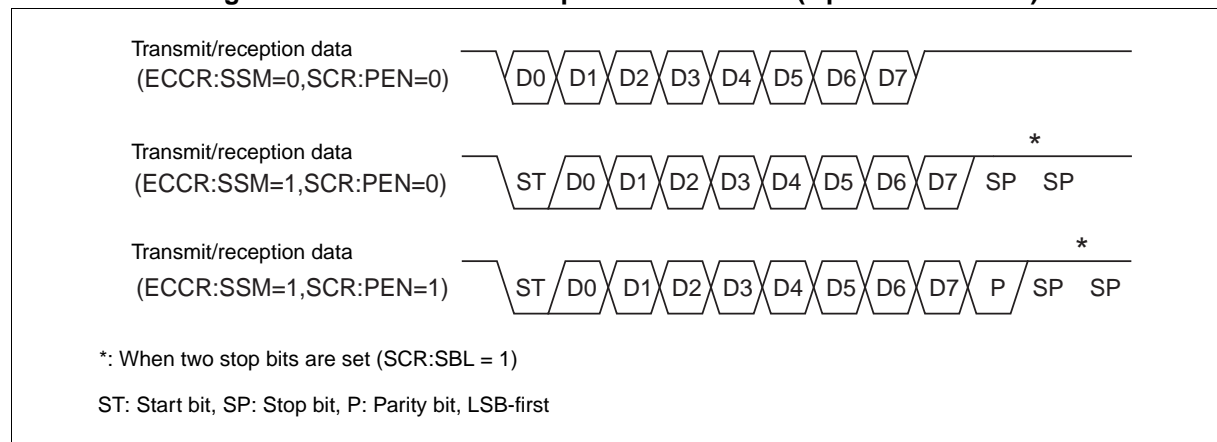 Transmit/reception data
(ECCR:SSM=0,SCR:PEN=0)
D0 D1 D2 D3 D4 D5 D6 D7
*
Transmit/reception data
(ECCR:SSM=1,SCR:PEN=0)
ST D0 D1 D2 D3 D4 D5 D6 D7 SP SP
*
Transmit/reception data
(ECCR:SSM=1,SCR:PEN=1)
ST D0 D1 D2 D3 D4 D5 D6 D7 P SP SP
*: When two stop bits are set (SCR:SBL = 1)
ST: Start bit, SP: Stop bit, P: Parity bit, LSB-first